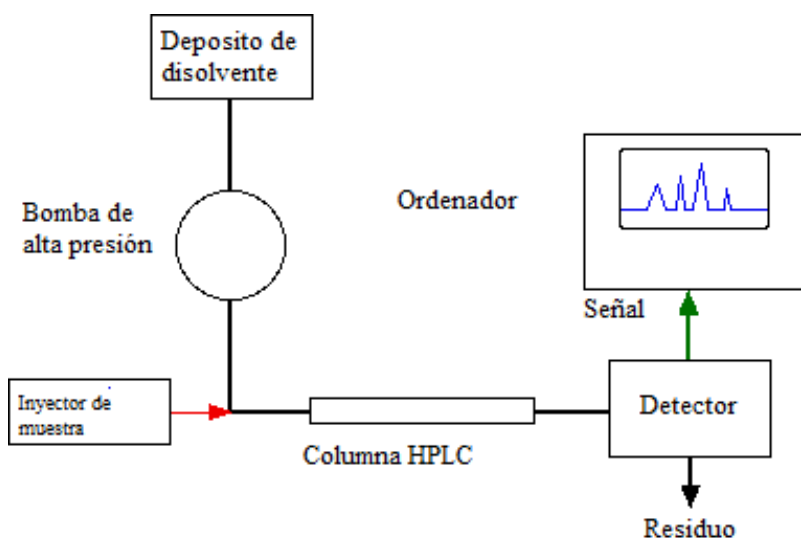 Deposito de
disolvente
Bomba de
alta presión
Ordenador
Señal
Inyector de
muestra
Columna HPLC
Detector
Residuo